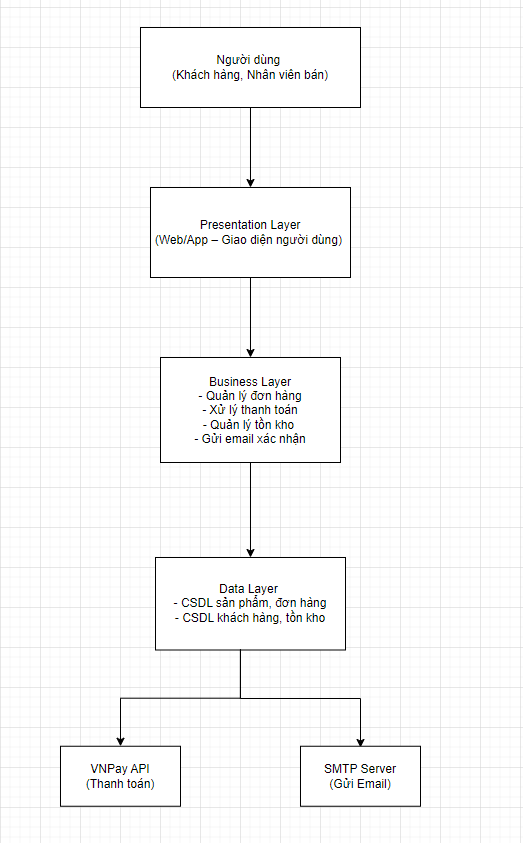 Người dùng
(Khách hàng, Nhân viên bán)
Presentation Layer
(Web/App – Giao diện người dùng)
Business Layer
- Quản lý đơn hàng
- Xử lý thanh toán
- Quản lý tồn kho
- Gửi email xác nhận
Data Layer
- CSDL sản phẩm, đơn hàng
- CSDL khách hàng, tồn kho
VNPay API
(Thanh toán)
SMTP Server
(Gửi Email)